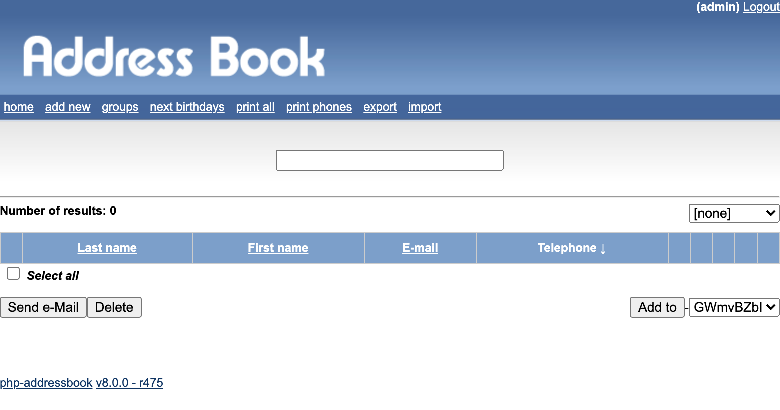 (admin) Logout
Address Book
home add new groups next birthdays print all print phones export import
Number of results: 0
[none]
Last name First name E-mail Telephone ↓
Select all
Send e-Mail Delete Add to - GWmvBZbl
php-addressbook v8.0.0 - r475